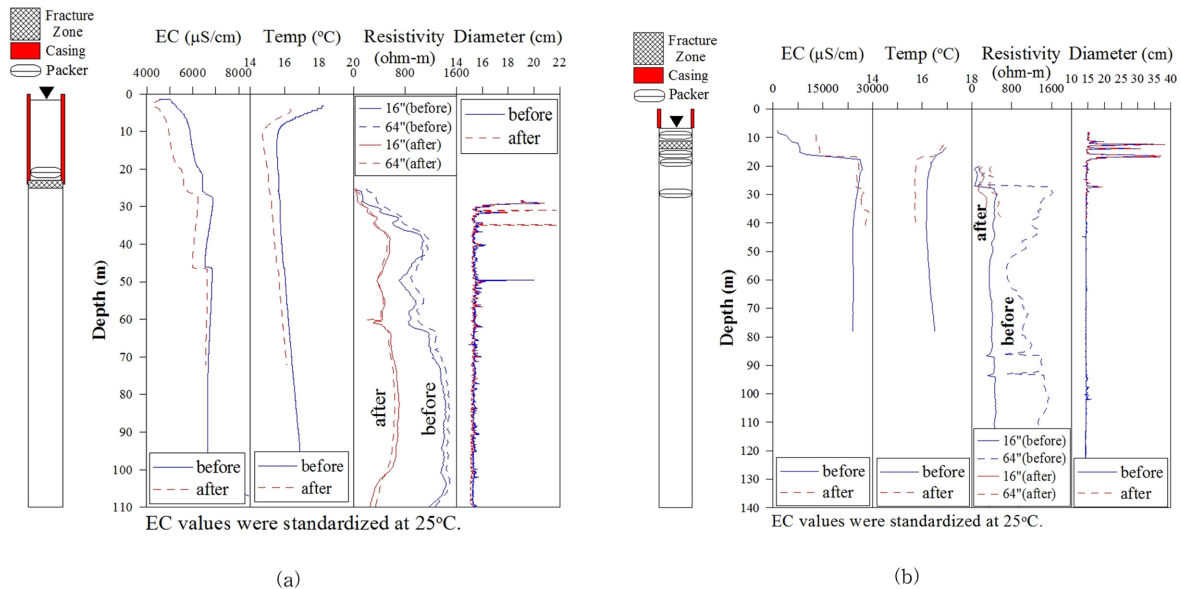 Fracture
Zone
Casing
Packer
EC (µS/cm)
Temp (°C)
Resistivity
(ohm-m)
Diameter (cm)
4000 6000 8000
14 16 18 20
0 800 1600
14 16 18 20 22
0
10
20
30
40
50
60
70
80
90
100
110
Depth (m)
16"(before)
64"(before)
16"(after)
64"(after)
before
after
after
before
before
after
before
after
EC values were standardized at 25°C.
(a)
Fracture
Zone
Casing
Packer
EC (µS/cm)
Temp (°C)
Resistivity
(ohm-m)
Diameter (cm)
0 15000 30000
14 16 18
0 800 1600
10 15 20 25 30 35 40
0
10
20
30
40
50
60
70
80
90
100
110
120
130
140
Depth (m)
after
before
before
after
before
after
16"(before)
64"(before)
16"(after)
64"(after)
before
after
EC values were standardized at 25°C.
(b)